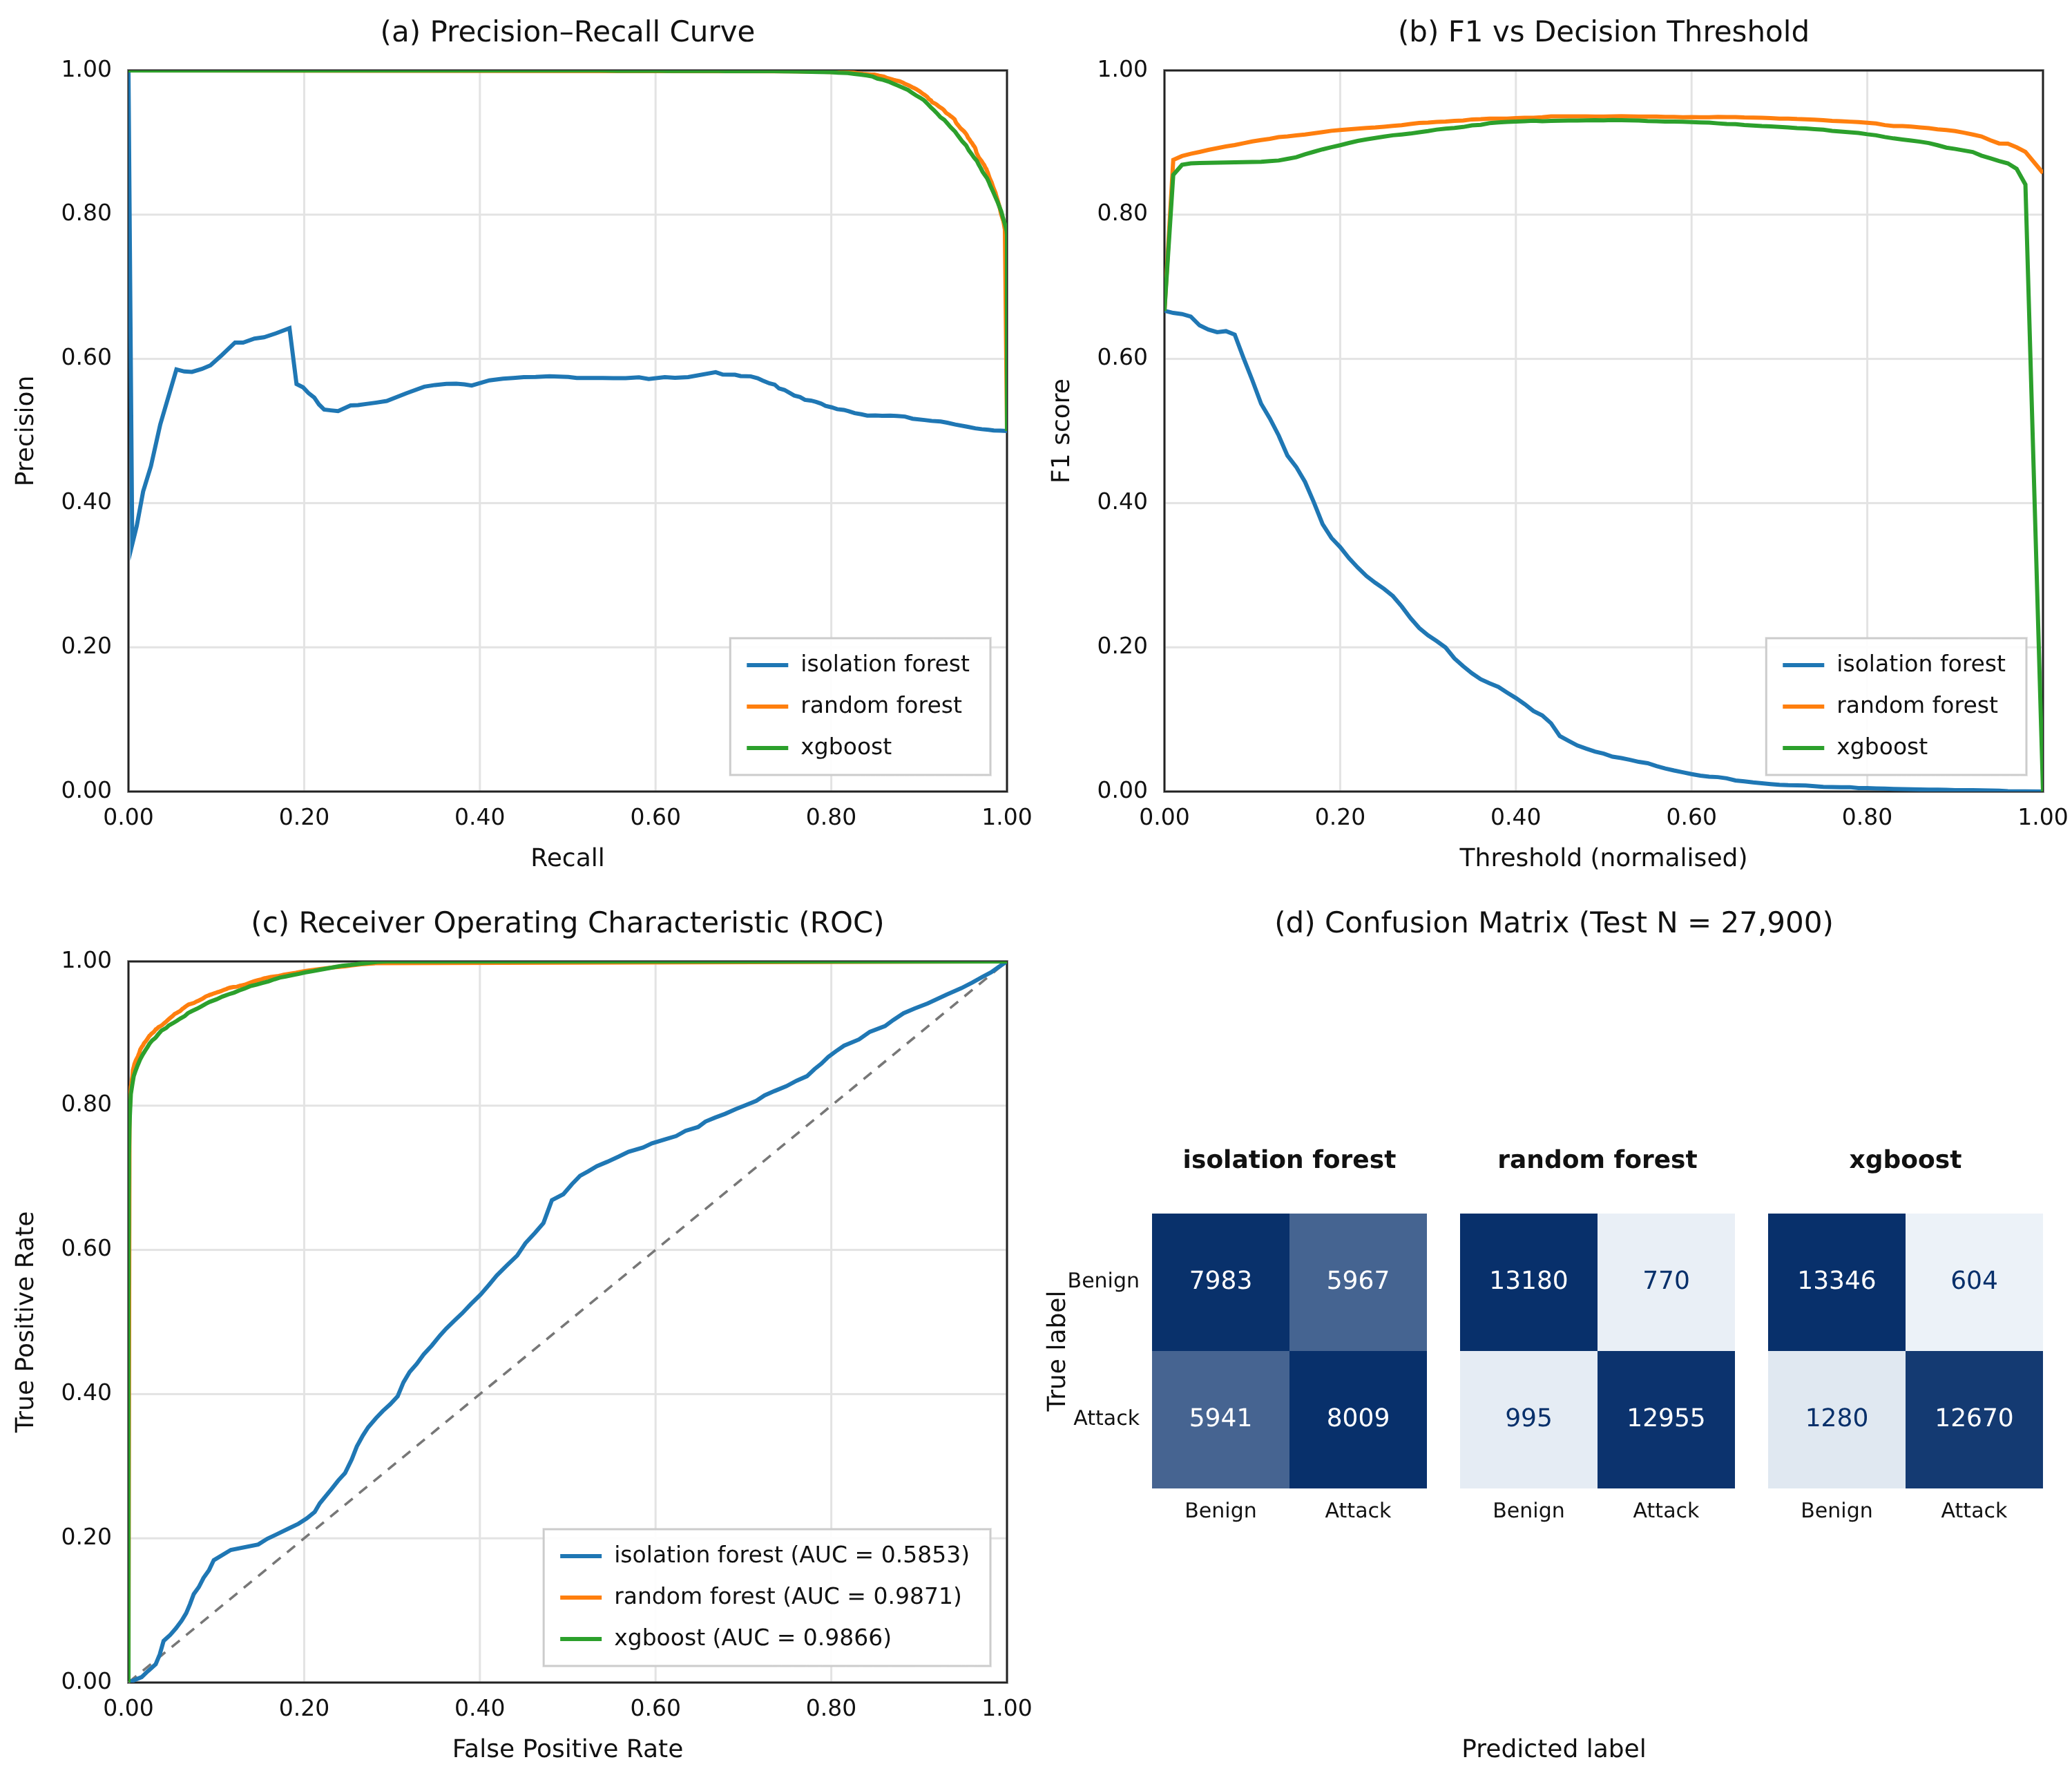 (a) Precision–Recall Curve
1.00
0.80
0.60
0.40
0.20
0.00
0.00 0.20 0.40 0.60 0.80 1.00
Precision
Recall
isolation forest
random forest
xgboost
(b) F1 vs Decision Threshold
1.00
0.80
0.60
0.40
0.20
0.00
0.00 0.20 0.40 0.60 0.80 1.00
F1 score
Threshold (normalised)
isolation forest
random forest
xgboost
(c) Receiver Operating Characteristic (ROC)
1.00
0.80
0.60
0.40
0.20
0.00
0.00 0.20 0.40 0.60 0.80 1.00
True Positive Rate
False Positive Rate
isolation forest (AUC = 0.5853)
random forest (AUC = 0.9871)
xgboost (AUC = 0.9866)
(d) Confusion Matrix (Test N = 27,900)
isolation forest random forest xgboost
True label
Benign 7983 5967 13180 770 13346 604
Attack 5941 8009 995 12955 1280 12670
Benign Attack Benign Attack Benign Attack
Predicted label